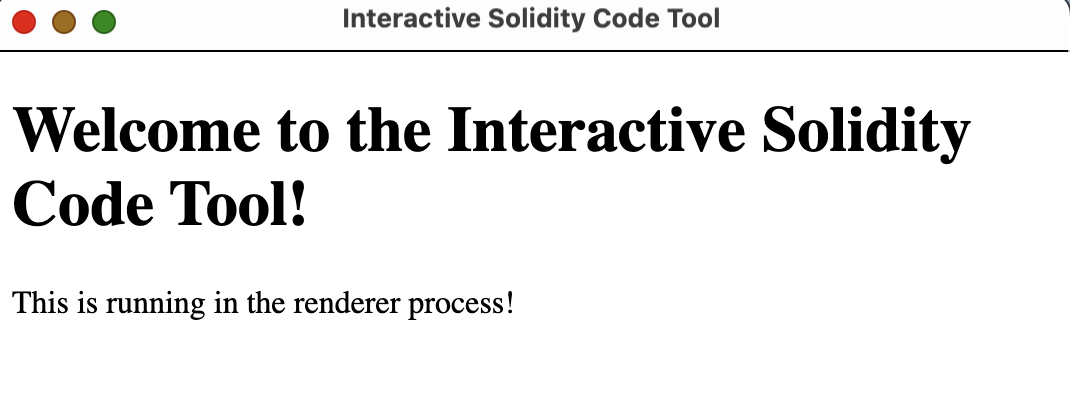 Interactive Solidity Code Tool
Welcome to the Interactive Solidity
Code Tool!
This is running in the renderer process!